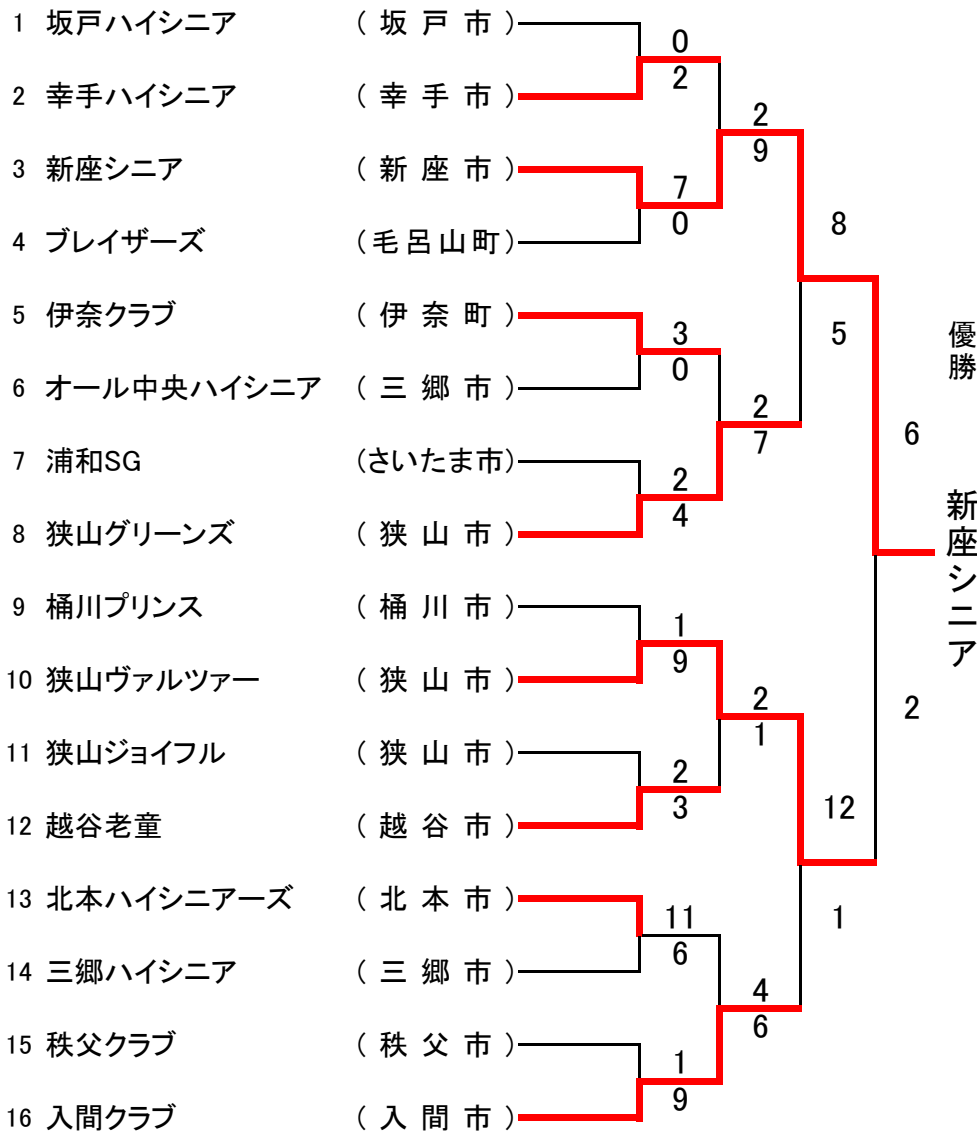 1 坂戸ハイシニア （ 坂 戸 市 ）
0
2
2 幸手ハイシニア （ 幸 手 市 ）
2
9
3 新座シニア （ 新 座 市 ）
7
0
4 ブレイザーズ （毛呂山町）
8
5
5 伊奈クラブ （ 伊 奈 町 ）
3
0
6 オール中央ハイシニア （ 三 郷 市 ）
2
7
7 浦和SG （さいたま市）
2
4
8 狭山グリーンズ （ 狭 山 市 ）
6
2
優勝
新座シニア
9 桶川プリンス （ 桶 川 市 ）
1
9
10 狭山ヴァルツァー （ 狭 山 市 ）
2
1
11 狭山ジョイフル （ 狭 山 市 ）
2
3
12 越谷老童 （ 越 谷 市 ）
12
1
13 北本ハイシニアーズ （ 北 本 市 ）
11
6
14 三郷ハイシニア （ 三 郷 市 ）
4
6
15 秩父クラブ （ 秩 父 市 ）
1
9
16 入間クラブ （ 入 間 市 ）